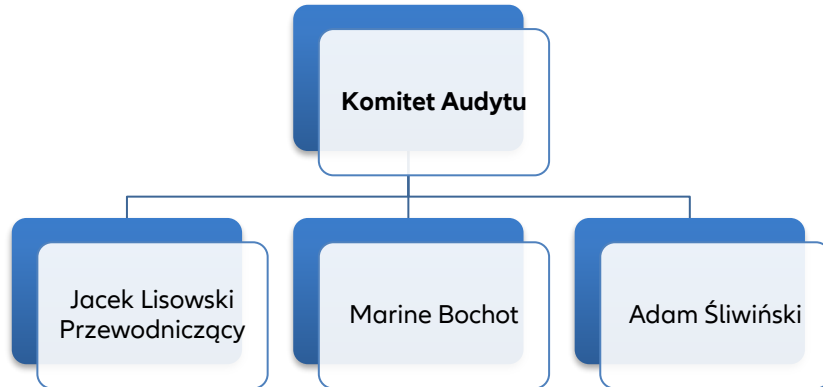 Komitet Audytu
Jacek Lisowski
Przewodniczący
Marine Bochot
Adam Śliwiński